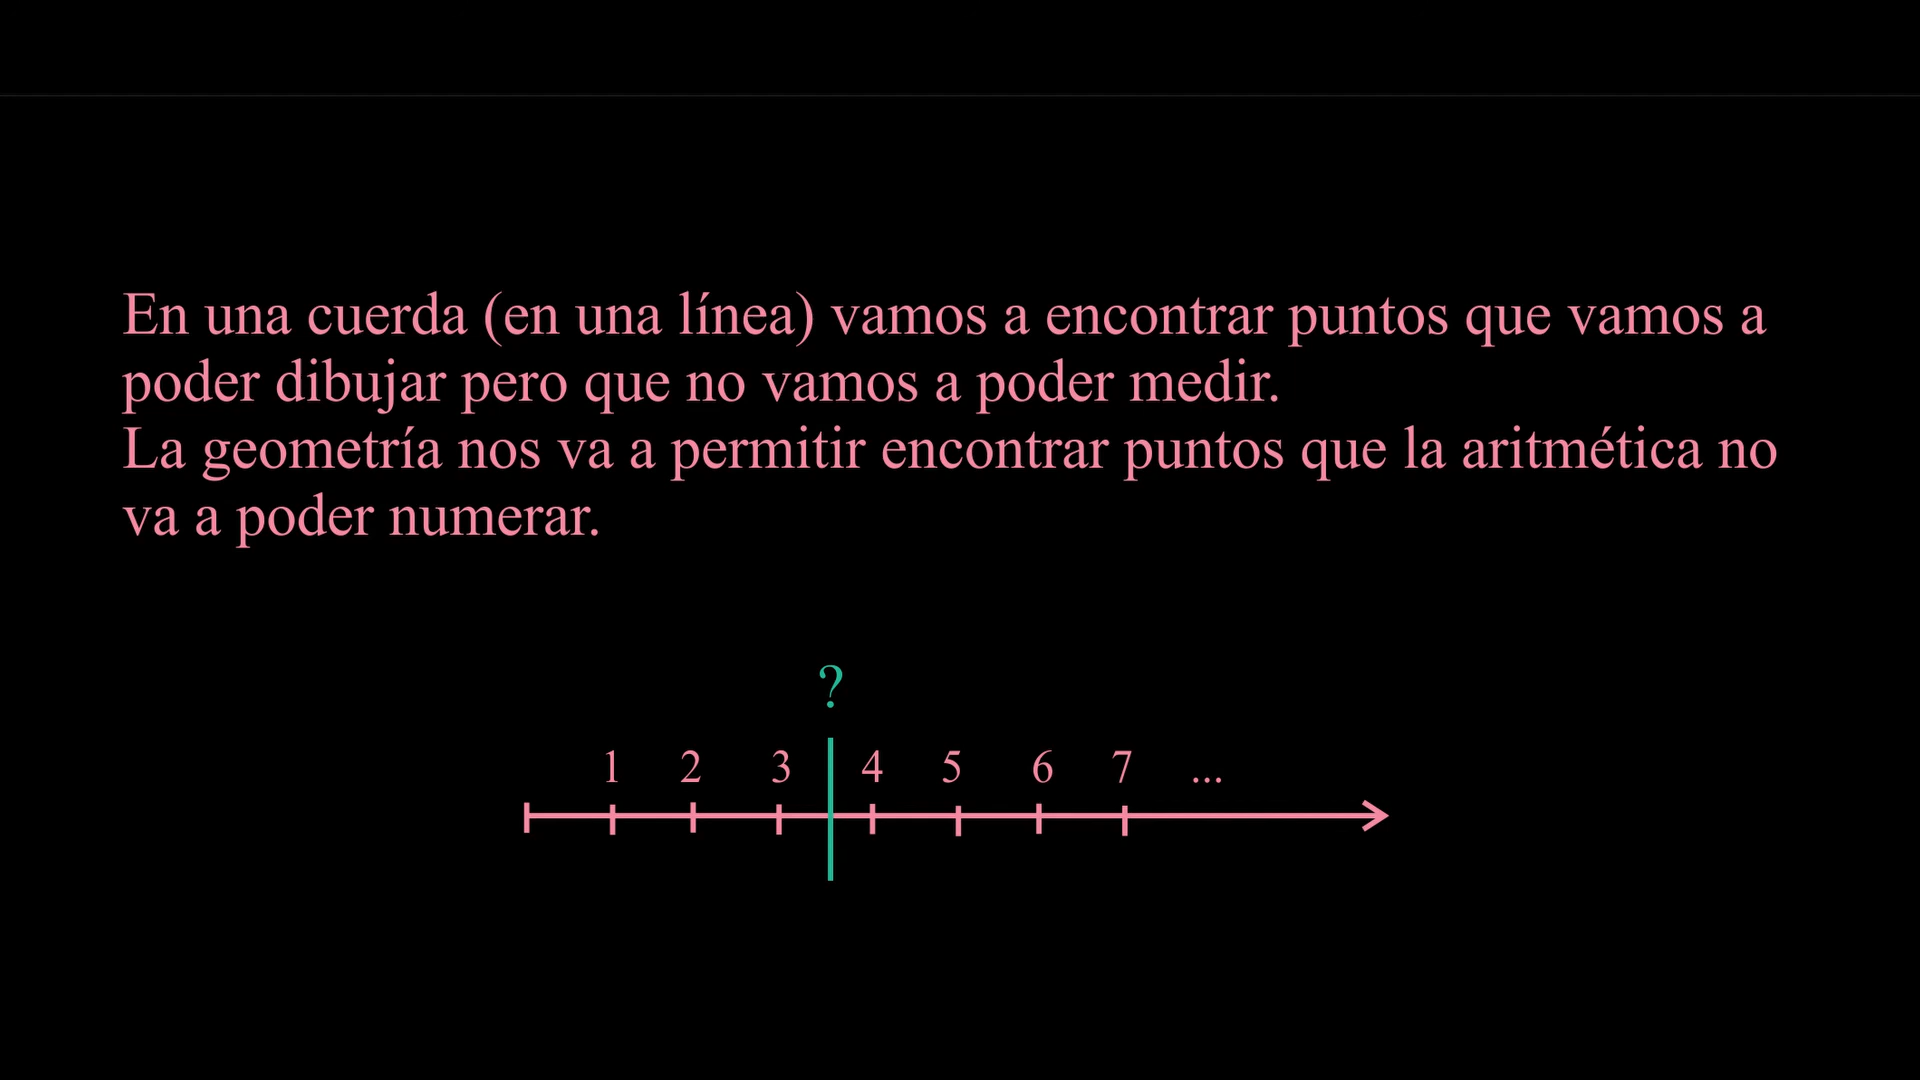 En una cuerda (en una línea) vamos a encontrar puntos que vamos a
poder dibujar pero que no vamos a poder medir.
La geometría nos va a permitir encontrar puntos que la aritmética no
va a poder numerar.
?
1 2 3 4 5 6 7 ...